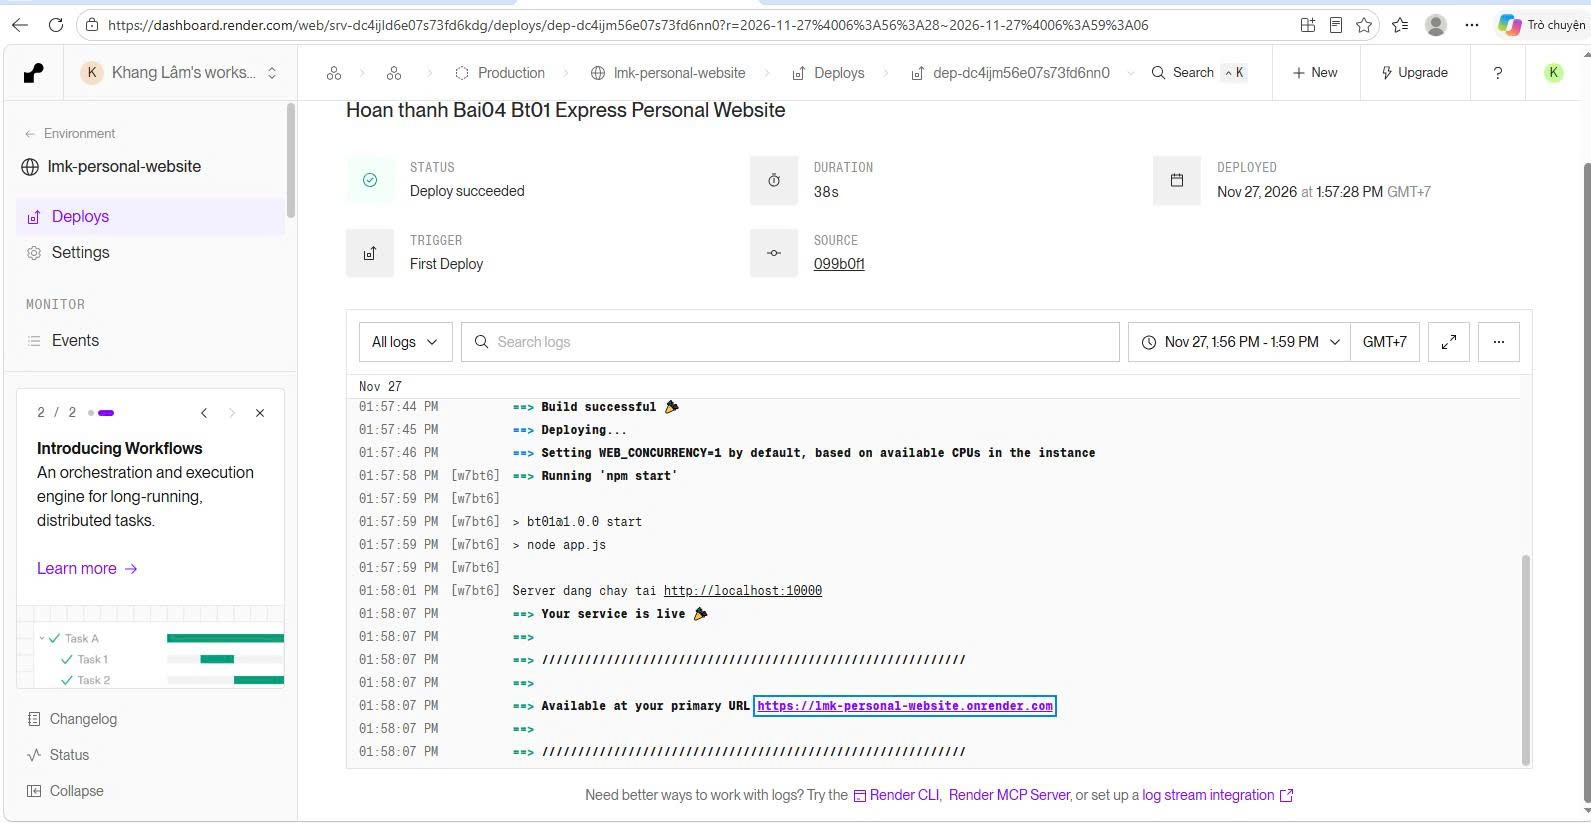 https://dashboard.render.com/web/srv-dc4ijld6e07s73fd6kdg/deploys/dep-dc4ijm56e07s73fd6nn0?r=2026-11-27%4006%3A56%3A28~2026-11-27%4006%3A59%3A06
Trò chuyện
K Khang Lâm's works...
Production
lmk-personal-website
Deploys
dep-dc4ijm56e07s73fd6nn0
Search ^ K
+ New
Upgrade
?
K
← Environment
lmk-personal-website
Deploys
Settings
MONITOR
Events
2 / 2
Introducing Workflows
An orchestration and execution
engine for long-running,
distributed tasks.
Learn more →
Task A
Task 1
Task 2
Changelog
Status
Collapse
Hoan thanh Bai04 Bt01 Express Personal Website
STATUS
Deploy succeeded
DURATION
38s
DEPLOYED
Nov 27, 2026 at 1:57:28 PM GMT+7
TRIGGER
First Deploy
SOURCE
099b0f1
All logs
Search logs
Nov 27, 1:56 PM - 1:59 PM
GMT+7
...
Nov 27
01:57:44 PM ==> Build successful 🎉
01:57:45 PM ==> Deploying...
01:57:46 PM ==> Setting WEB_CONCURRENCY=1 by default, based on available CPUs in the instance
01:57:58 PM [w7bt6] ==> Running 'npm start'
01:57:59 PM [w7bt6]
01:57:59 PM [w7bt6] > bt01@1.0.0 start
01:57:59 PM [w7bt6] > node app.js
01:57:59 PM [w7bt6]
01:58:01 PM [w7bt6] Server dang chay tai http://localhost:10000
01:58:07 PM ==> Your service is live 🎉
01:58:07 PM ==>
01:58:07 PM ==> ///////////////////////////////////////////////////////////
01:58:07 PM ==>
01:58:07 PM ==> Available at your primary URL https://lmk-personal-website.onrender.com
01:58:07 PM ==>
01:58:07 PM ==> ///////////////////////////////////////////////////////////
Need better ways to work with logs? Try the Render CLI, Render MCP Server, or set up a log stream integration